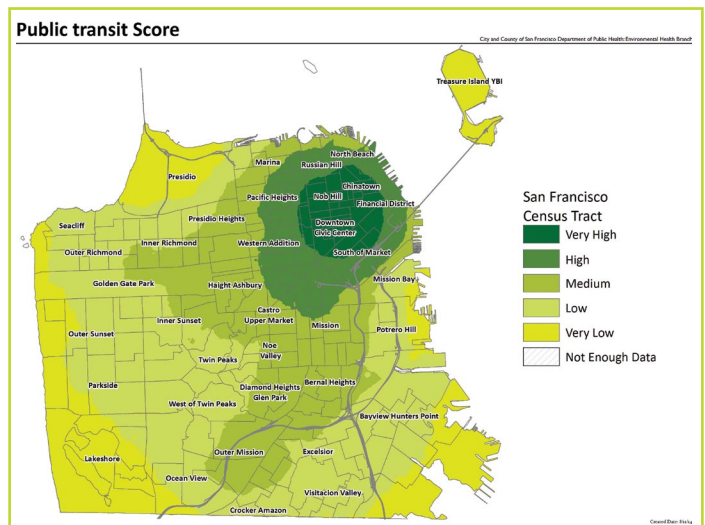 Public transit Score
City and County of San Francisco Department of Public Health: Environmental Health Branch
Treasure Island YBI
North Beach
Marina
Russian Hill
Presidio
Chinatown
Pacific Heights
Nob Hill
Financial District
San Francisco
Census Tract
Very High
High
Medium
Low
Very Low
Not Enough Data
Seacliff
Presidio Heights
Downtown
Civic Center
Inner Richmond
Western Addition
Outer Richmond
South of Market
Golden Gate Park
Haight Ashbury
Mission Bay
Castro
Upper Market
Inner Sunset
Mission
Potrero Hill
Outer Sunset
Noe
Valley
Twin Peaks
Parkside
Diamond Heights
Bernal Heights
Glen Park
West of Twin Peaks
Bayview Hunters Point
Lakeshore
Outer Mission
Excelsior
Ocean View
Visitacion Valley
Crocker Amazon